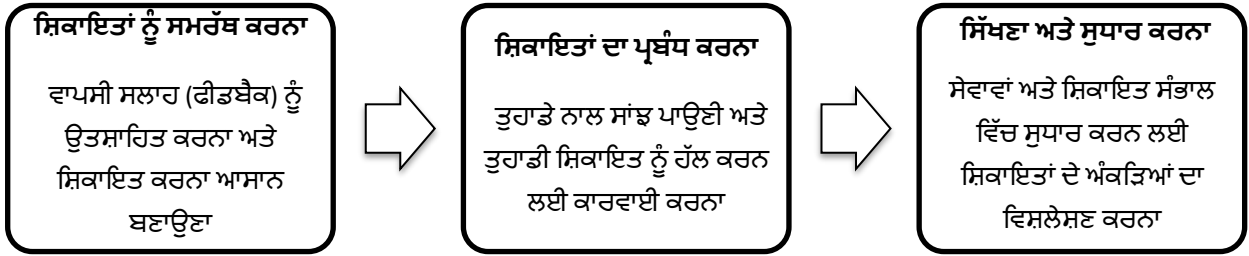 ਸ਼ਿਕਾਇਤਾਂ ਨੂੰ ਸਮਰੱਥ ਕਰਨਾ
ਵਾਪਸੀ ਸਲਾਹ (ਫੀਡਬੈਕ) ਨੂੰ
ਉਤਸ਼ਾਹਿਤ ਕਰਨਾ ਅਤੇ
ਸ਼ਿਕਾਇਤ ਕਰਨਾ ਆਸਾਨ
ਬਣਾਉਣਾ
ਸ਼ਿਕਾਇਤਾਂ ਦਾ ਪ੍ਰਬੰਧ ਕਰਨਾ
ਤੁਹਾਡੇ ਨਾਲ ਸਾਂਝ ਪਾਉਣੀ ਅਤੇ
ਤੁਹਾਡੀ ਸ਼ਿਕਾਇਤ ਨੂੰ ਹੱਲ ਕਰਨ
ਲਈ ਕਾਰਵਾਈ ਕਰਨਾ
ਸਿੱਖਣਾ ਅਤੇ ਸੁਧਾਰ ਕਰਨਾ
ਸੇਵਾਵਾਂ ਅਤੇ ਸ਼ਿਕਾਇਤ ਸੰਭਾਲ
ਵਿੱਚ ਸੁਧਾਰ ਕਰਨ ਲਈ
ਸ਼ਿਕਾਇਤਾਂ ਦੇ ਅੰਕੜਿਆਂ ਦਾ
ਵਿਸ਼ਲੇਸ਼ਣ ਕਰਨਾ